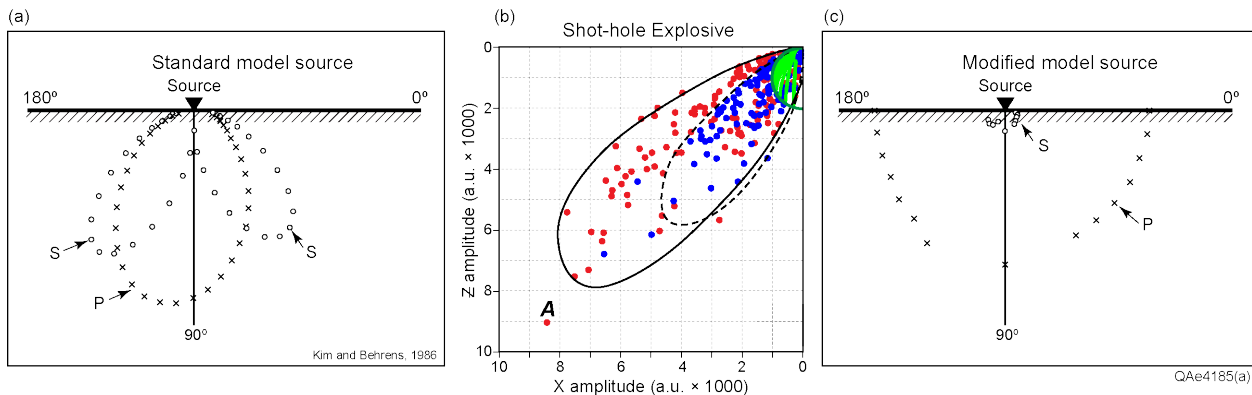 (a)
Standard model source
Source
180º
0º
S
S
P
90º
Kim and Behrens, 1986
(b)
Shot-hole Explosive
0
2
4
6
8
10
Z amplitude (a.u. × 1000)
A
10
8
6
4
2
0
X amplitude (a.u. × 1000)
(c)
Modified model source
Source
180º
0º
S
P
90º
QAe4185(a)